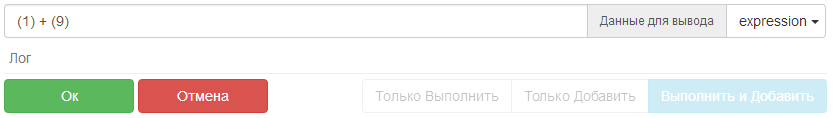 (1) + (9) Данные для вывода expression
Лог
Ок Отмена Только Выполнить Только Добавить Выполнить и Добавить